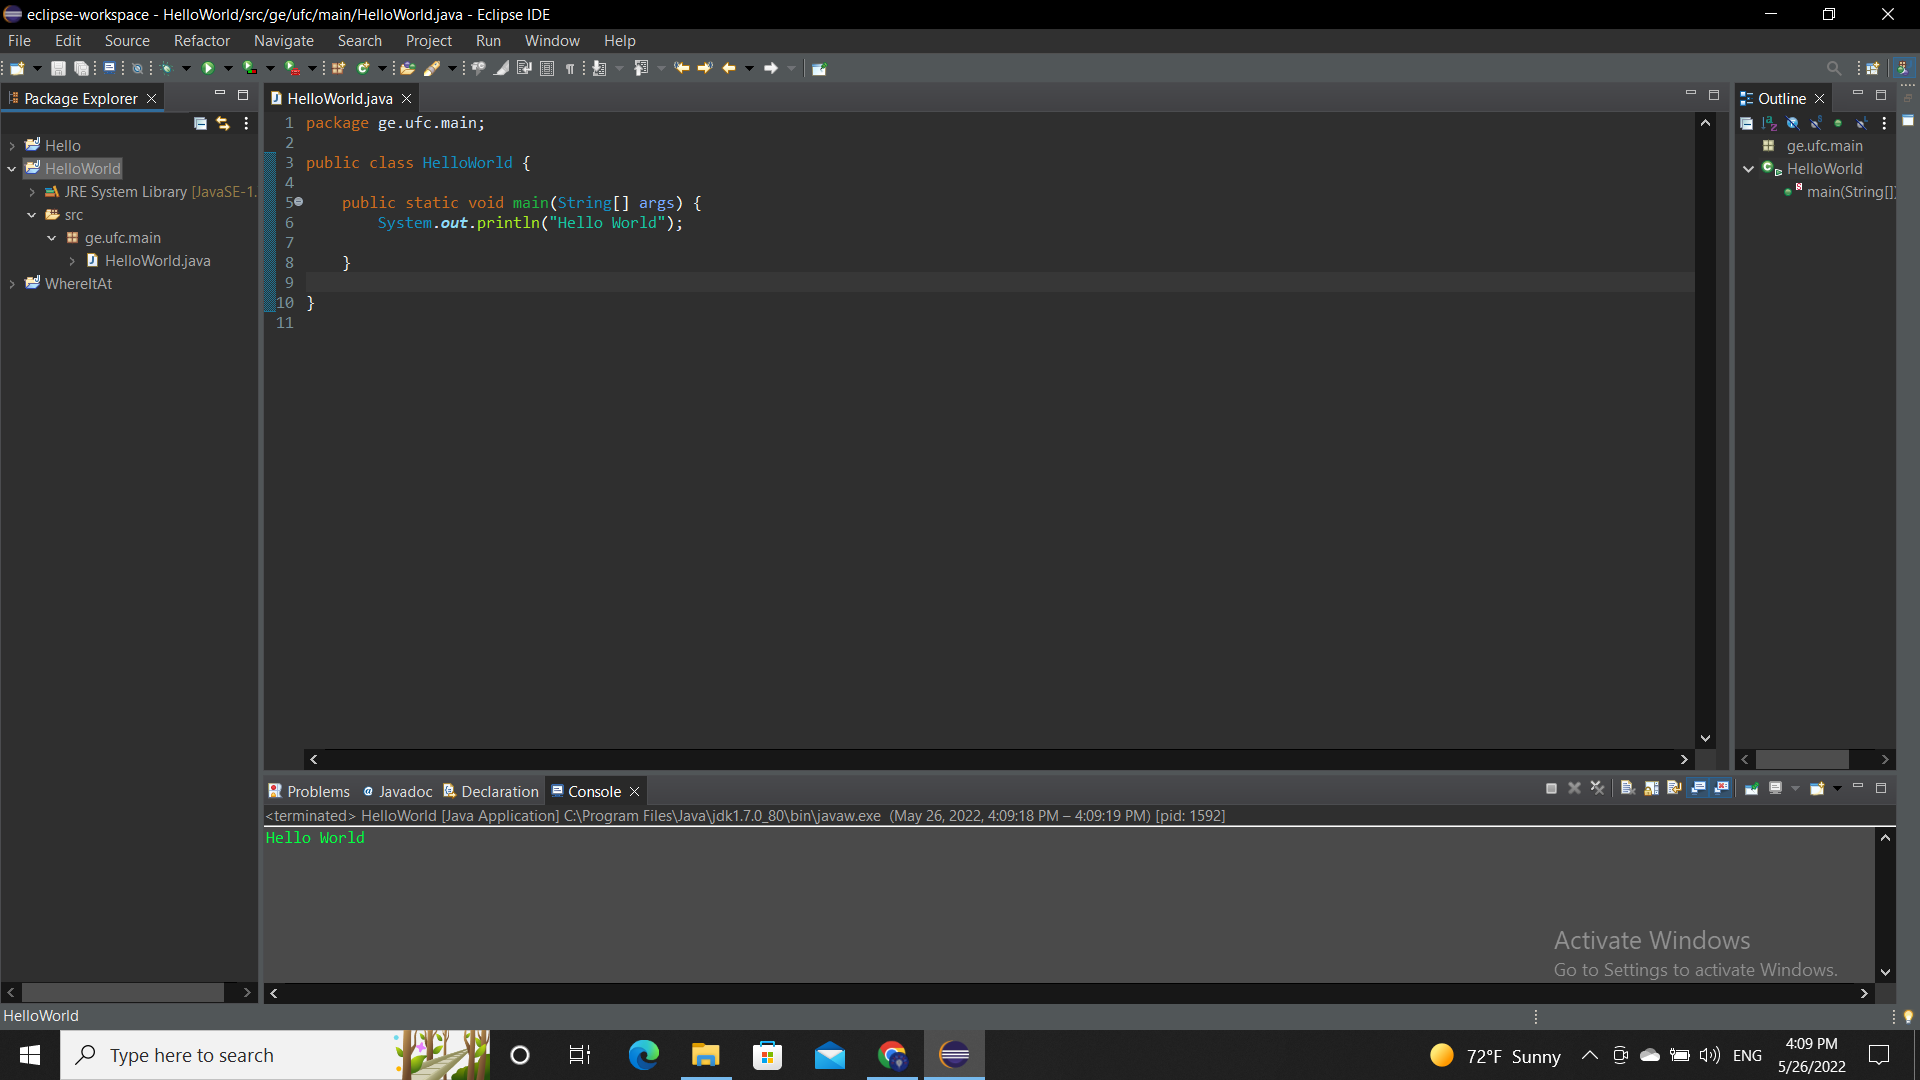 eclipse-workspace - HelloWorld/src/ge/ufc/main/HelloWorld.java - Eclipse IDE
File Edit Source Refactor Navigate Search Project Run Window Help
Package Explorer
Hello
HelloWorld
JRE System Library [JavaSE-1.
src
ge.ufc.main
HelloWorld.java
WhereItAt
HelloWorld.java
1 package ge.ufc.main;
2
3 public class HelloWorld {
4
5 public static void main(String[] args) {
6 System.out.println("Hello World");
7
8 }
9
10 }
11
Outline
ge.ufc.main
HelloWorld
main(String[])
Problems Javadoc Declaration Console
<terminated> HelloWorld [Java Application] C:\Program Files\Java\jdk1.7.0_80\bin\javaw.exe (May 26, 2022, 4:09:18 PM – 4:09:19 PM) [pid: 1592]
Hello World
Activate Windows
Go to Settings to activate Windows.
HelloWorld
Type here to search
72°F Sunny
ENG
4:09 PM
5/26/2022